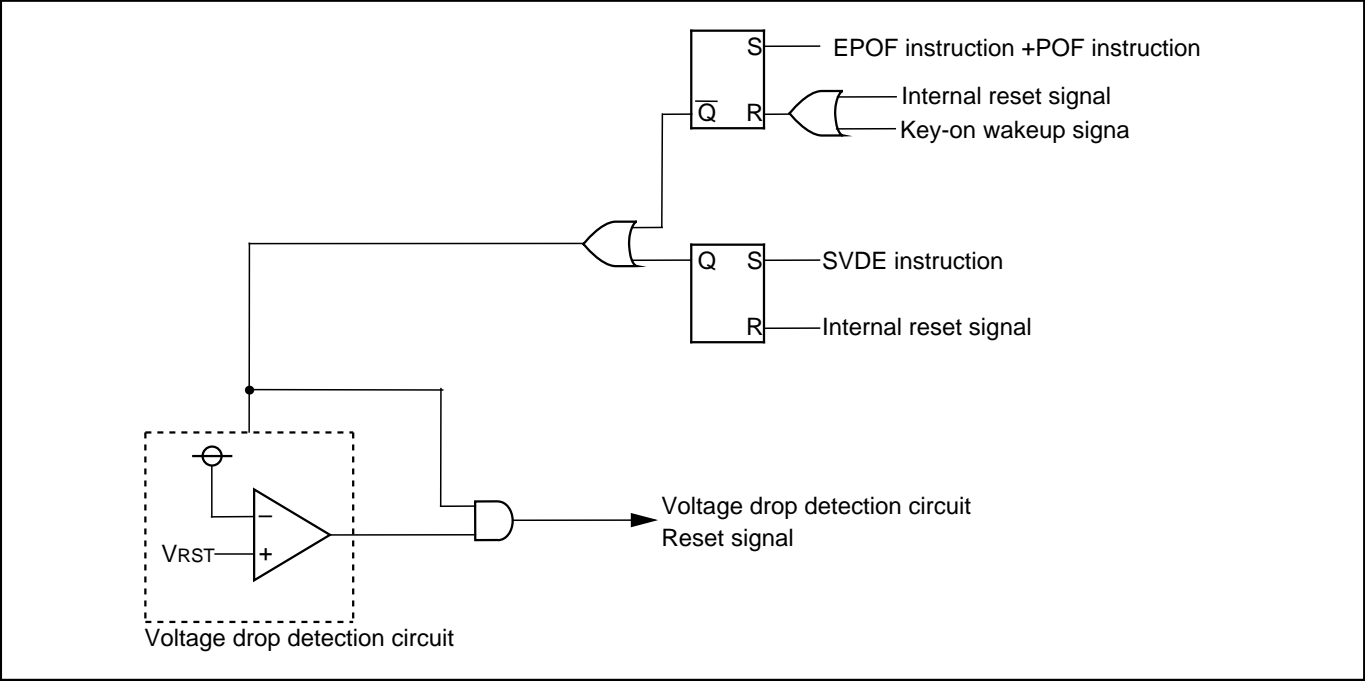 S
EPOF instruction +POF instruction
Q
R
Internal reset signal
Key-on wakeup signa
Q
S
SVDE instruction
R
Internal reset signal
−
VRST
+
Voltage drop detection circuit
Reset signal
Voltage drop detection circuit